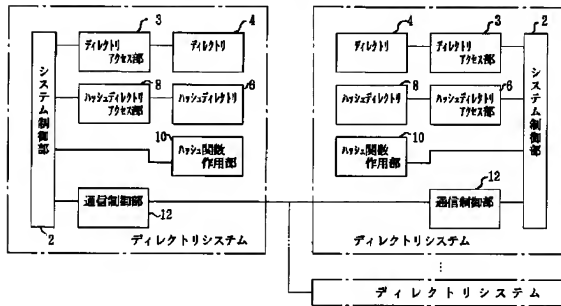 3
4
ディレクトリ
アクセス部
ディレクトリ
8
6
ハッシュディレクトリ
アクセス部
ハッシュディレクトリ
10
ハッシュ関数
作用部
システム制御部
通信制御部
12
2
ディレクトリシステム
4
3
2
ディレクトリ
ディレクトリ
アクセス部
8
6
ハッシュディレクトリ
ハッシュディレクトリ
アクセス部
10
ハッシュ関数
作用部
システム制御部
12
通信制御部
ディレクトリシステム
ディレクトリシステム